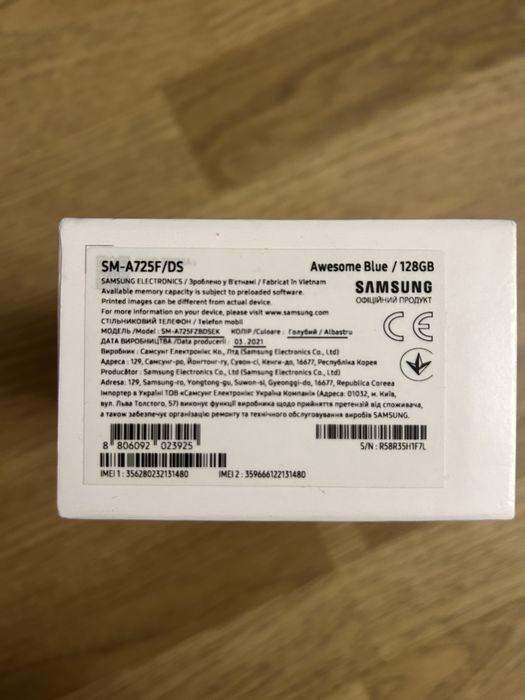 SM-A725F/DS
Awesome Blue / 128GB
SAMSUNG ELECTRONICS / Зроблено у В'єтнамі / Fabricat în Vietnam
Available memory capacity is subject to preloaded software.
Printed images can be different from actual device.
For more information on your device, please visit www.samsung.com
SAMSUNG
ОФІЦІЙНИЙ ПРОДУКТ
СТІЛЬНИКОВИЙ ТЕЛЕФОН / Telefon mobil
МОДЕЛЬ /Model : SM-A725FZBDSEK КОЛІР /Culoare : Голубий / Albastru
ДАТА ВИРОБНИЦТВА /Data producerii : 03.2021
CE
Виробник : Самсунг Електронікс Ко., Лтд (Samsung Electronics Co., Ltd)
Адреса : 129, Самсунг-ро, Йонгтонг-гу, Сувон-сі, Кенгі-до, 16677, Республіка Корея
Producător : Samsung Electronics Co., Ltd (Samsung Electronics Co., Ltd)
Adresa: 129, Samsung-ro, Yongtong-gu, Suwon-si, Gyeonggi-do, 16677, Republica Coreea
Імпортер в Україні ТОВ «Самсунг Електронікс Україна Компані» (Адреса: 01032, м. Київ,
вул. Льва Толстого, 57) виконує функції виробника щодо прийняття претензій від споживача,
а також забезпечує організацію ремонту та технічного обслуговування виробів SAMSUNG.
8 806092 023925
S/N : R58R35H1F7L
IMEI 1 : 356280232131480 IMEI 2 : 359666122131480